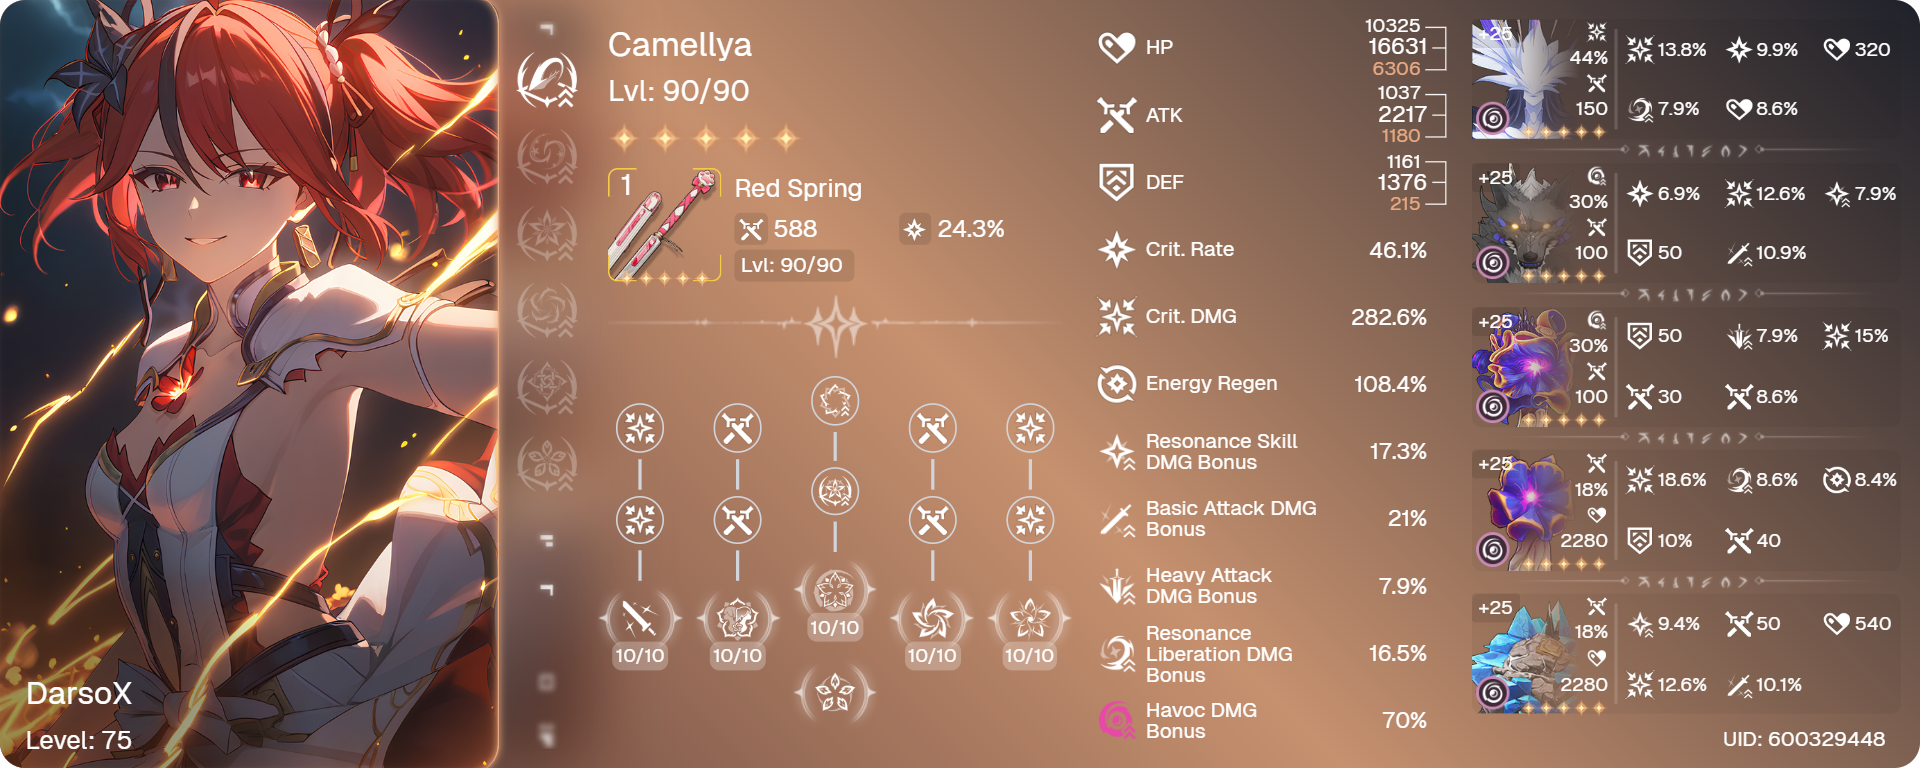 DarsoX
Level: 75
Camellya
Lvl: 90/90
1
Red Spring
588
24.3%
Lvl: 90/90
10/10
10/10
10/10
10/10
10/10
HP
10325
16631
6306
ATK
1037
2217
1180
DEF
1161
1376
215
Crit. Rate
46.1%
Crit. DMG
282.6%
Energy Regen
108.4%
Resonance Skill
DMG Bonus
17.3%
Basic Attack DMG
Bonus
21%
Heavy Attack
DMG Bonus
7.9%
Resonance
Liberation DMG
Bonus
16.5%
Havoc DMG
Bonus
70%
+25
44%
150
13.8% 9.9% 320
7.9% 8.6%
+25
30%
100
6.9% 12.6% 7.9%
50 10.9%
+25
30%
100
50 7.9% 15%
30 8.6%
+25
18%
2280
18.6% 8.6% 8.4%
10% 40
+25
18%
2280
9.4% 50 540
12.6% 10.1%
UID: 600329448